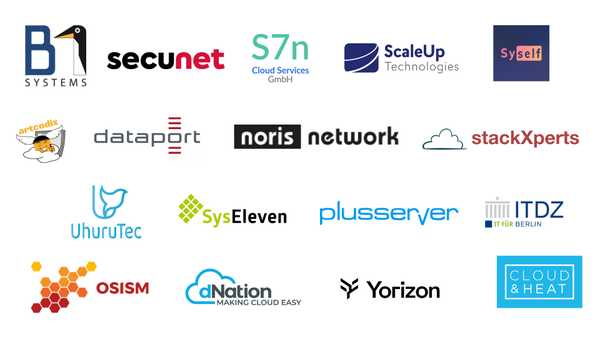 B1
SYSTEMS
secunet
S7n
Cloud Services
GmbH
ScaleUp
Technologies
Syself
artcodix
dataport
noris network
stackXperts
UhuruTec
SysEleven
plusserver
ITDZ
IT FÜR BERLIN
OSISM
dNation
MAKING CLOUD EASY
Yorizon
CLOUD
& HEAT